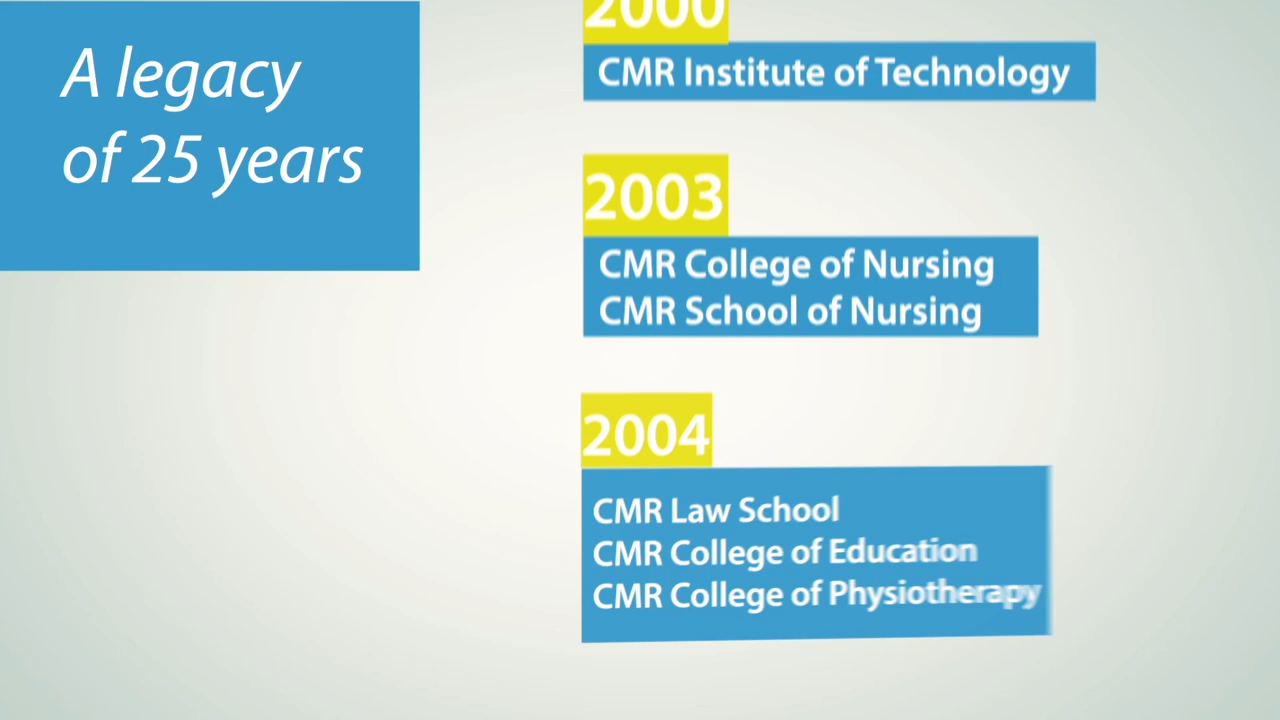 A legacy
of 25 years
2000
CMR Institute of Technology
2003
CMR College of Nursing
CMR School of Nursing
2004
CMR Law School
CMR College of Education
CMR College of Physiotherapy